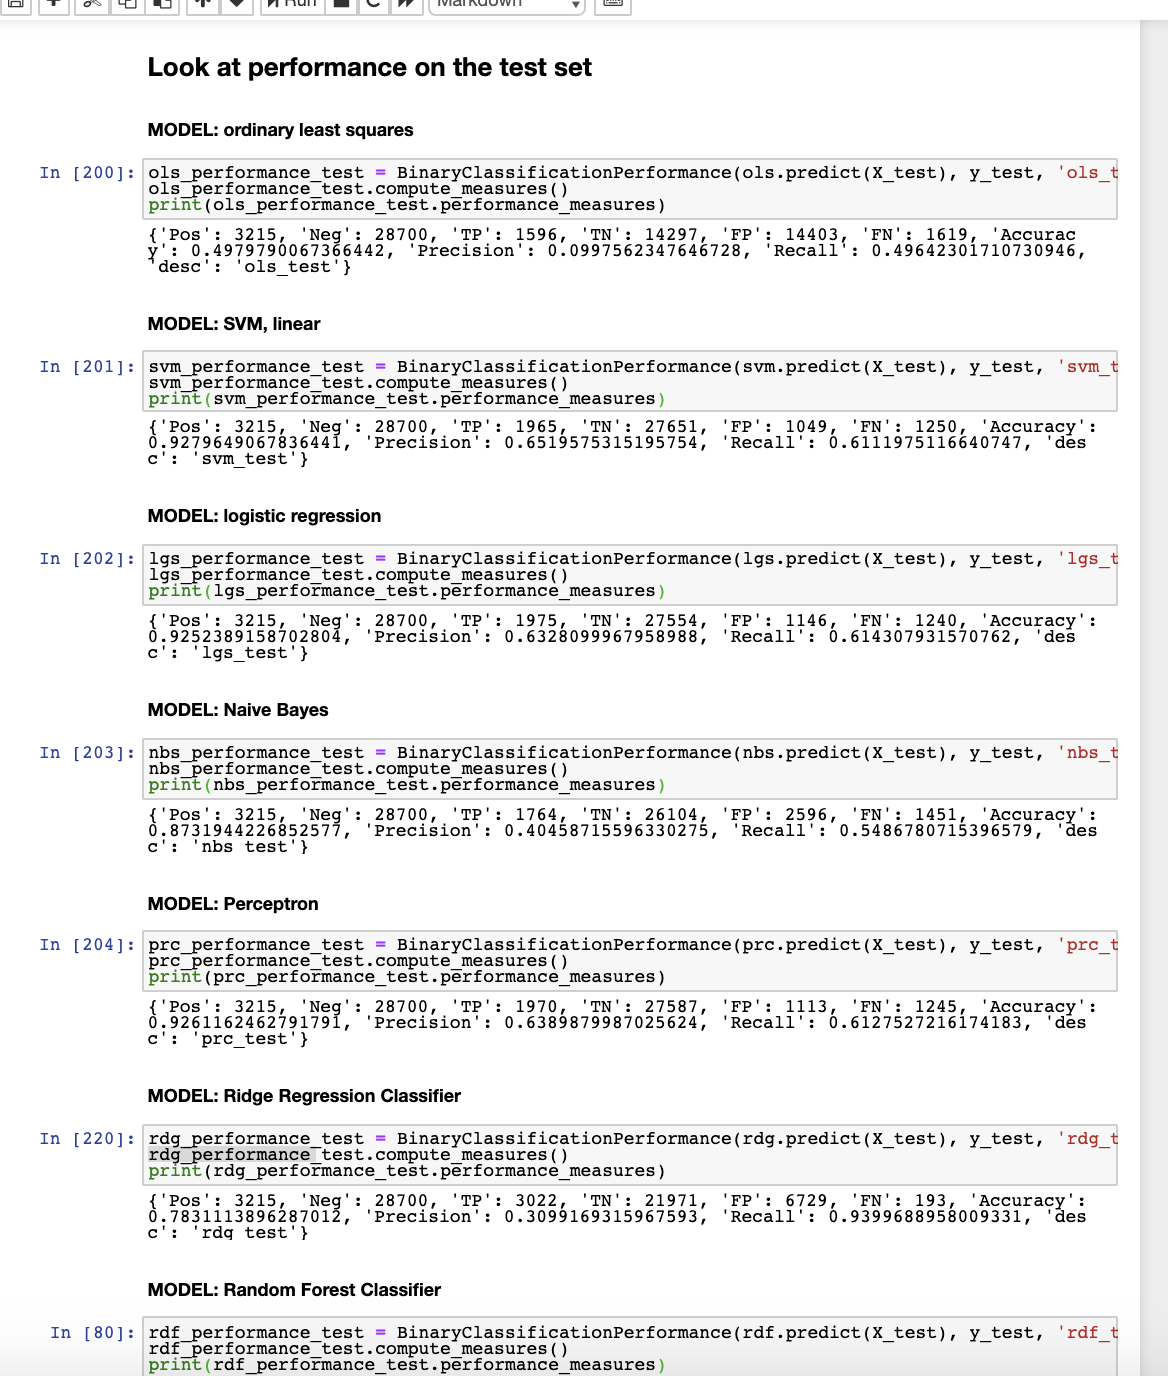 Run
Markdown
Look at performance on the test set
MODEL: ordinary least squares
In [200]: ols_performance_test = BinaryClassificationPerformance(ols.predict(X_test), y_test, 'ols_t
ols_performance_test.compute_measures()
print(ols_performance_test.performance_measures)
{'Pos': 3215, 'Neg': 28700, 'TP': 1596, 'TN': 14297, 'FP': 14403, 'FN': 1619, 'Accurac
y': 0.4979790067366442, 'Precision': 0.0997562347646728, 'Recall': 0.49642301710730946,
'desc': 'ols_test'}
MODEL: SVM, linear
In [201]: svm_performance_test = BinaryClassificationPerformance(svm.predict(X_test), y_test, 'svm_t
svm_performance_test.compute_measures()
print(svm_performance_test.performance_measures)
{'Pos': 3215, 'Neg': 28700, 'TP': 1965, 'TN': 27651, 'FP': 1049, 'FN': 1250, 'Accuracy':
0.9279649067836441, 'Precision': 0.6519575315195754, 'Recall': 0.6111975116640747, 'des
c': 'svm_test'}
MODEL: logistic regression
In [202]: lgs_performance_test = BinaryClassificationPerformance(lgs.predict(X_test), y_test, 'lgs_t
lgs_performance_test.compute_measures()
print(lgs_performance_test.performance_measures)
{'Pos': 3215, 'Neg': 28700, 'TP': 1975, 'TN': 27554, 'FP': 1146, 'FN': 1240, 'Accuracy':
0.9252389158702804, 'Precision': 0.63280999679589​88, 'Recall': 0.614307931570762, 'des
c': 'lgs_test'}
MODEL: Naive Bayes
In [203]: nbs_performance_test = BinaryClassificationPerformance(nbs.predict(X_test), y_test, 'nbs_t
nbs_performance_test.compute_measures()
print(nbs_performance_test.performance_measures)
{'Pos': 3215, 'Neg': 28700, 'TP': 1764, 'TN': 26104, 'FP': 2596, 'FN': 1451, 'Accuracy':
0.8731944226852577, 'Precision': 0.40458715596330275, 'Recall': 0.5486780715396579, 'des
c': 'nbs_test'}
MODEL: Perceptron
In [204]: prc_performance_test = BinaryClassificationPerformance(prc.predict(X_test), y_test, 'prc_t
prc_performance_test.compute_measures()
print(prc_performance_test.performance_measures)
{'Pos': 3215, 'Neg': 28700, 'TP': 1970, 'TN': 27587, 'FP': 1113, 'FN': 1245, 'Accuracy':
0.9261162462791791, 'Precision': 0.6389879987025624, 'Recall': 0.6127527216174183, 'des
c': 'prc_test'}
MODEL: Ridge Regression Classifier
In [220]: rdg_performance_test = BinaryClassificationPerformance(rdg.predict(X_test), y_test, 'rdg_t
rdg_performance_test.compute_measures()
print(rdg_performance_test.performance_measures)
{'Pos': 3215, 'Neg': 28700, 'TP': 3022, 'TN': 21971, 'FP': 6729, 'FN': 193, 'Accuracy':
0.7831113896287012, 'Precision': 0.3099169315967593, 'Recall': 0.9399688958009331, 'des
c': 'rdg_test'}
MODEL: Random Forest Classifier
In [80]: rdf_performance_test = BinaryClassificationPerformance(rdf.predict(X_test), y_test, 'rdf_t
rdf_performance_test.compute_measures()
print(rdf_performance_test.performance_measures)